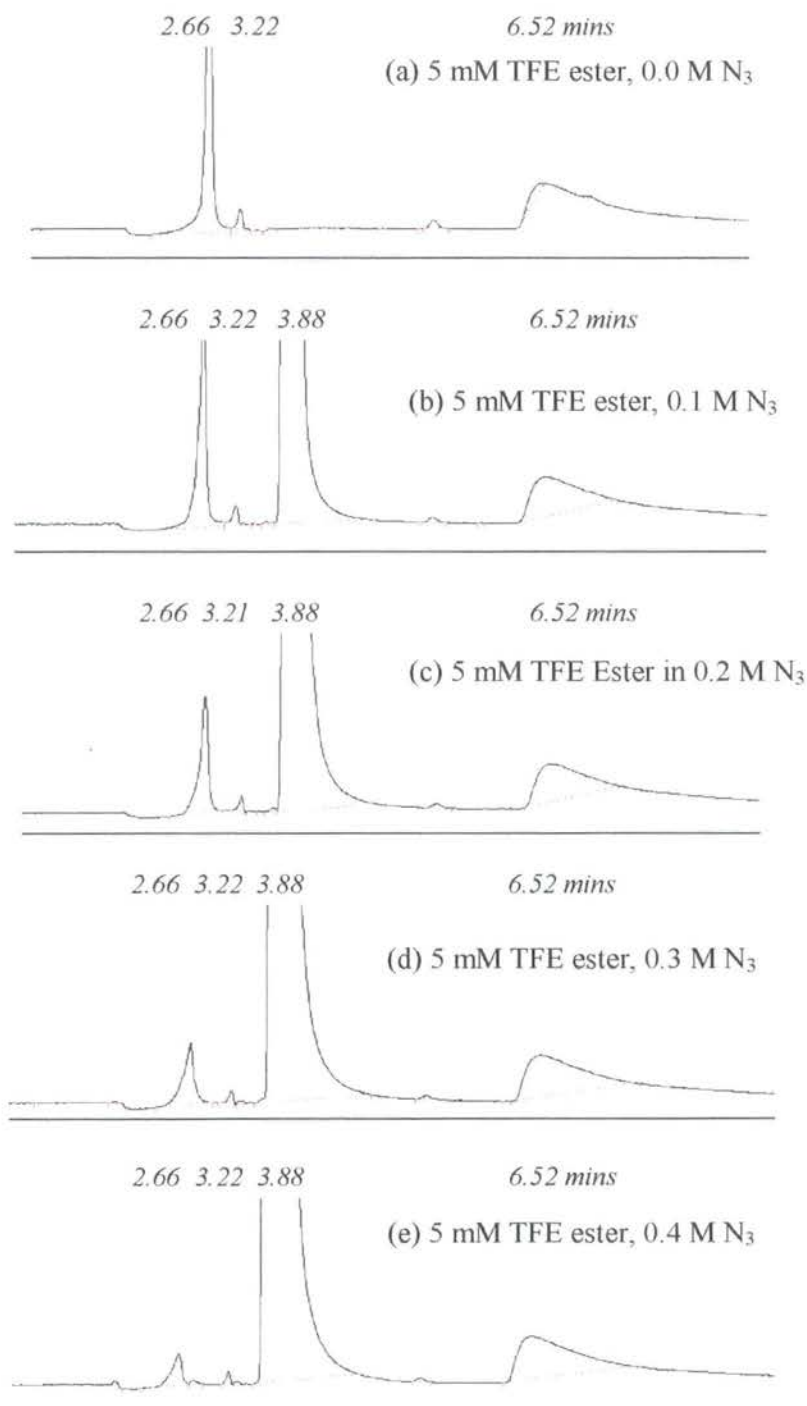 2.66 3.22 6.52 mins
(a) 5 mM TFE ester, 0.0 M N₃
2.66 3.22 3.88 6.52 mins
(b) 5 mM TFE ester, 0.1 M N₃
2.66 3.21 3.88 6.52 mins
(c) 5 mM TFE Ester in 0.2 M N₃
2.66 3.22 3.88 6.52 mins
(d) 5 mM TFE ester, 0.3 M N₃
2.66 3.22 3.88 6.52 mins
(e) 5 mM TFE ester, 0.4 M N₃